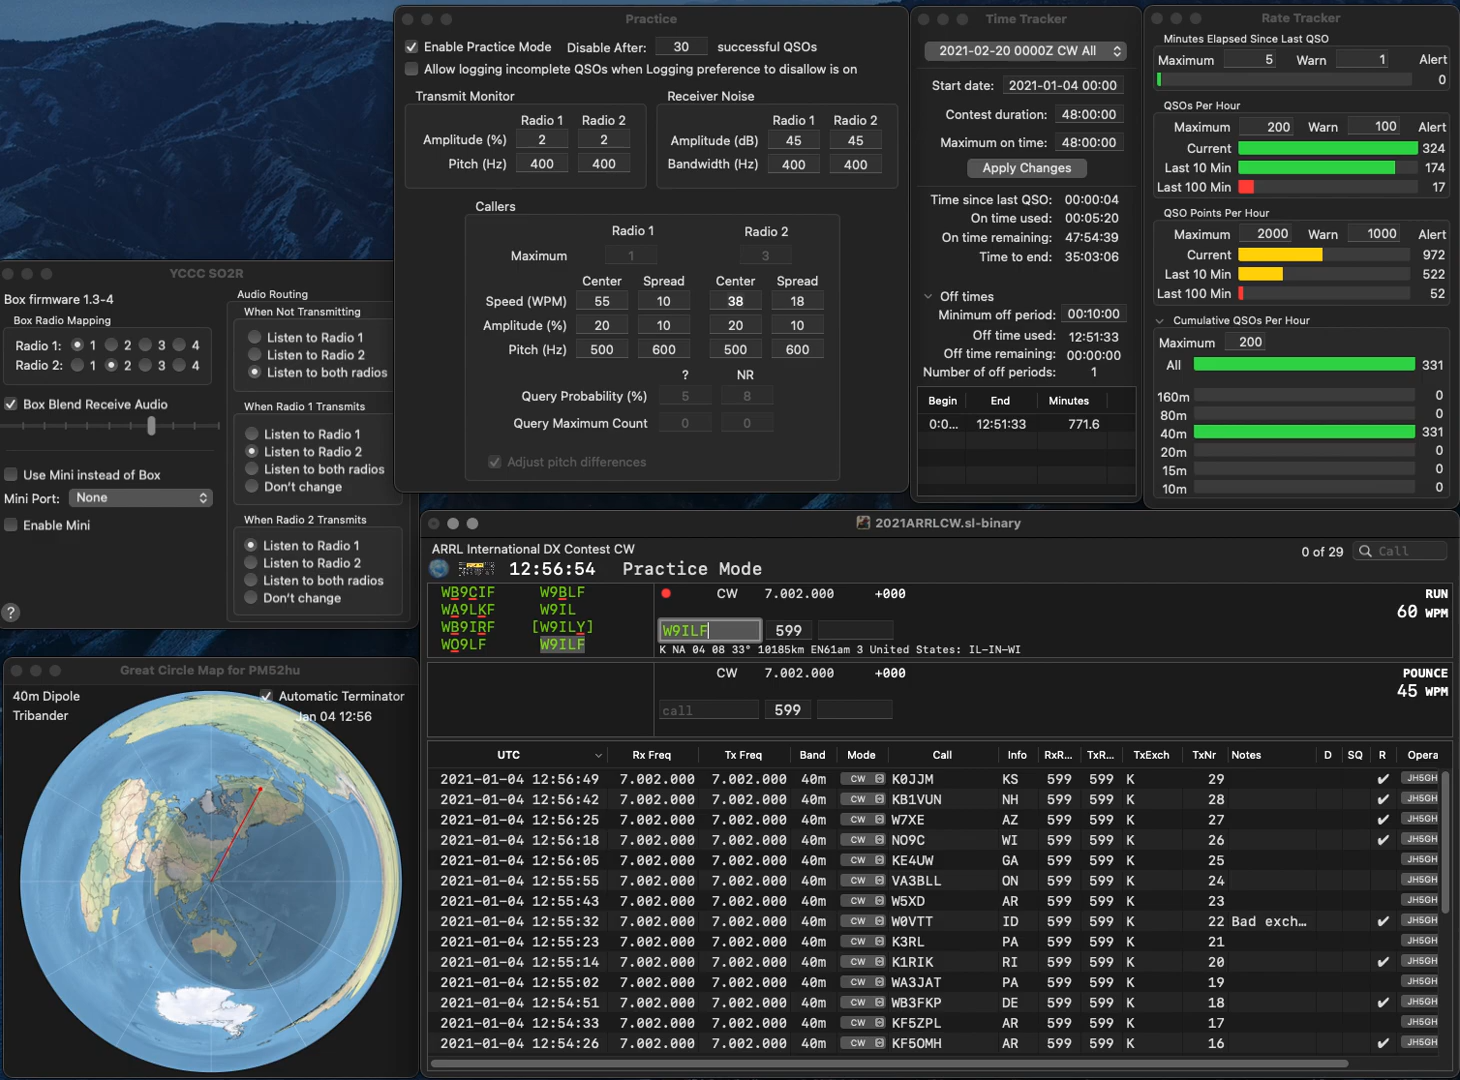 Practice
Enable Practice Mode Disable After: 30 successful QSOs
Allow logging incomplete QSOs when Logging preference to disallow is on
Transmit Monitor
Radio 1 Radio 2
Amplitude (%) 2 2
Pitch (Hz) 400 400
Receiver Noise
Radio 1 Radio 2
Amplitude (dB) 45 45
Bandwidth (Hz) 400 400
Callers
Radio 1 Radio 2
Maximum 1 3
Center Spread Center Spread
Speed (WPM) 55 10 38 18
Amplitude (%) 20 10 20 10
Pitch (Hz) 500 600 500 600
? NR
Query Probability (%) 5 8
Query Maximum Count 0 0
Adjust pitch differences
Time Tracker
2021-02-20 0000Z CW All
Start date: 2021-01-04 00:00
Contest duration: 48:00:00
Maximum on time: 48:00:00
Apply Changes
Time since last QSO: 00:00:04
On time used: 00:05:20
On time remaining: 47:54:39
Time to end: 35:03:06
Off times
Minimum off period: 00:10:00
Off time used: 12:51:33
Off time remaining: 00:00:00
Number of off periods: 1
Begin End Minutes
0:0... 12:51:33 771.6
Rate Tracker
Minutes Elapsed Since Last QSO
Maximum 5 Warn 1 Alert
0
QSOs Per Hour
Maximum 200 Warn 100 Alert
Current 324
Last 10 Min 174
Last 100 Min 17
QSO Points Per Hour
Maximum 2000 Warn 1000 Alert
Current 972
Last 10 Min 522
Last 100 Min 52
Cumulative QSOs Per Hour
Maximum 200
All 331
160m 0
80m 0
40m 331
20m 0
15m 0
10m 0
YCCC SO2R
Box firmware 1.3-4
Box Radio Mapping
Radio 1: 1 2 3 4
Radio 2: 1 2 3 4
Box Blend Receive Audio
Use Mini instead of Box
Mini Port: None
Enable Mini
?
Audio Routing
When Not Transmitting
Listen to Radio 1
Listen to Radio 2
Listen to both radios
When Radio 1 Transmits
Listen to Radio 1
Listen to Radio 2
Listen to both radios
Don't change
When Radio 2 Transmits
Listen to Radio 1
Listen to Radio 2
Listen to both radios
Don't change
Great Circle Map for PM52hu
40m Dipole Automatic Terminator
Tribander Jan 04 12:56
2021ARRLCW.sl-binary
ARRL International DX Contest CW 0 of 29 Call
12:56:54 Practice Mode
WB9CIF W9BLF
WA9LKF W9IL
WB9IRF [W9ILY]
WO9LF W9ILF
CW 7.002.000 +000 RUN
60 WPM
W9ILF 599
K NA 04 08 33° 10185km EN61am 3 United States: IL-IN-WI
CW 7.002.000 +000 POUNCE
45 WPM
call 599
UTC Rx Freq Tx Freq Band Mode Call Info RxR... TxR... TxExch TxNr Notes D SQ R Opera
2021-01-04 12:56:49 7.002.000 7.002.000 40m CW K0JJM KS 599 599 K 29 ✔ JH5GH
2021-01-04 12:56:42 7.002.000 7.002.000 40m CW KB1VUN NH 599 599 K 28 ✔ JH5GH
2021-01-04 12:56:25 7.002.000 7.002.000 40m CW W7XE AZ 599 599 K 27 ✔ JH5GH
2021-01-04 12:56:18 7.002.000 7.002.000 40m CW NO9C WI 599 599 K 26 ✔ JH5GH
2021-01-04 12:56:05 7.002.000 7.002.000 40m CW KE4UW GA 599 599 K 25 JH5GH
2021-01-04 12:55:55 7.002.000 7.002.000 40m CW VA3BLL ON 599 599 K 24 JH5GH
2021-01-04 12:55:43 7.002.000 7.002.000 40m CW W5XD AR 599 599 K 23 JH5GH
2021-01-04 12:55:32 7.002.000 7.002.000 40m CW W0VTT ID 599 599 K 22 Bad exch... ✔ JH5GH
2021-01-04 12:55:23 7.002.000 7.002.000 40m CW K3RL PA 599 599 K 21 JH5GH
2021-01-04 12:55:14 7.002.000 7.002.000 40m CW K1RIK RI 599 599 K 20 ✔ JH5GH
2021-01-04 12:55:02 7.002.000 7.002.000 40m CW WA3JAT PA 599 599 K 19 JH5GH
2021-01-04 12:54:51 7.002.000 7.002.000 40m CW WB3FKP DE 599 599 K 18 ✔ JH5GH
2021-01-04 12:54:33 7.002.000 7.002.000 40m CW KF5ZPL AR 599 599 K 17 JH5GH
2021-01-04 12:54:26 7.002.000 7.002.000 40m CW KF5OMH AR 599 599 K 16 ✔ JH5GH